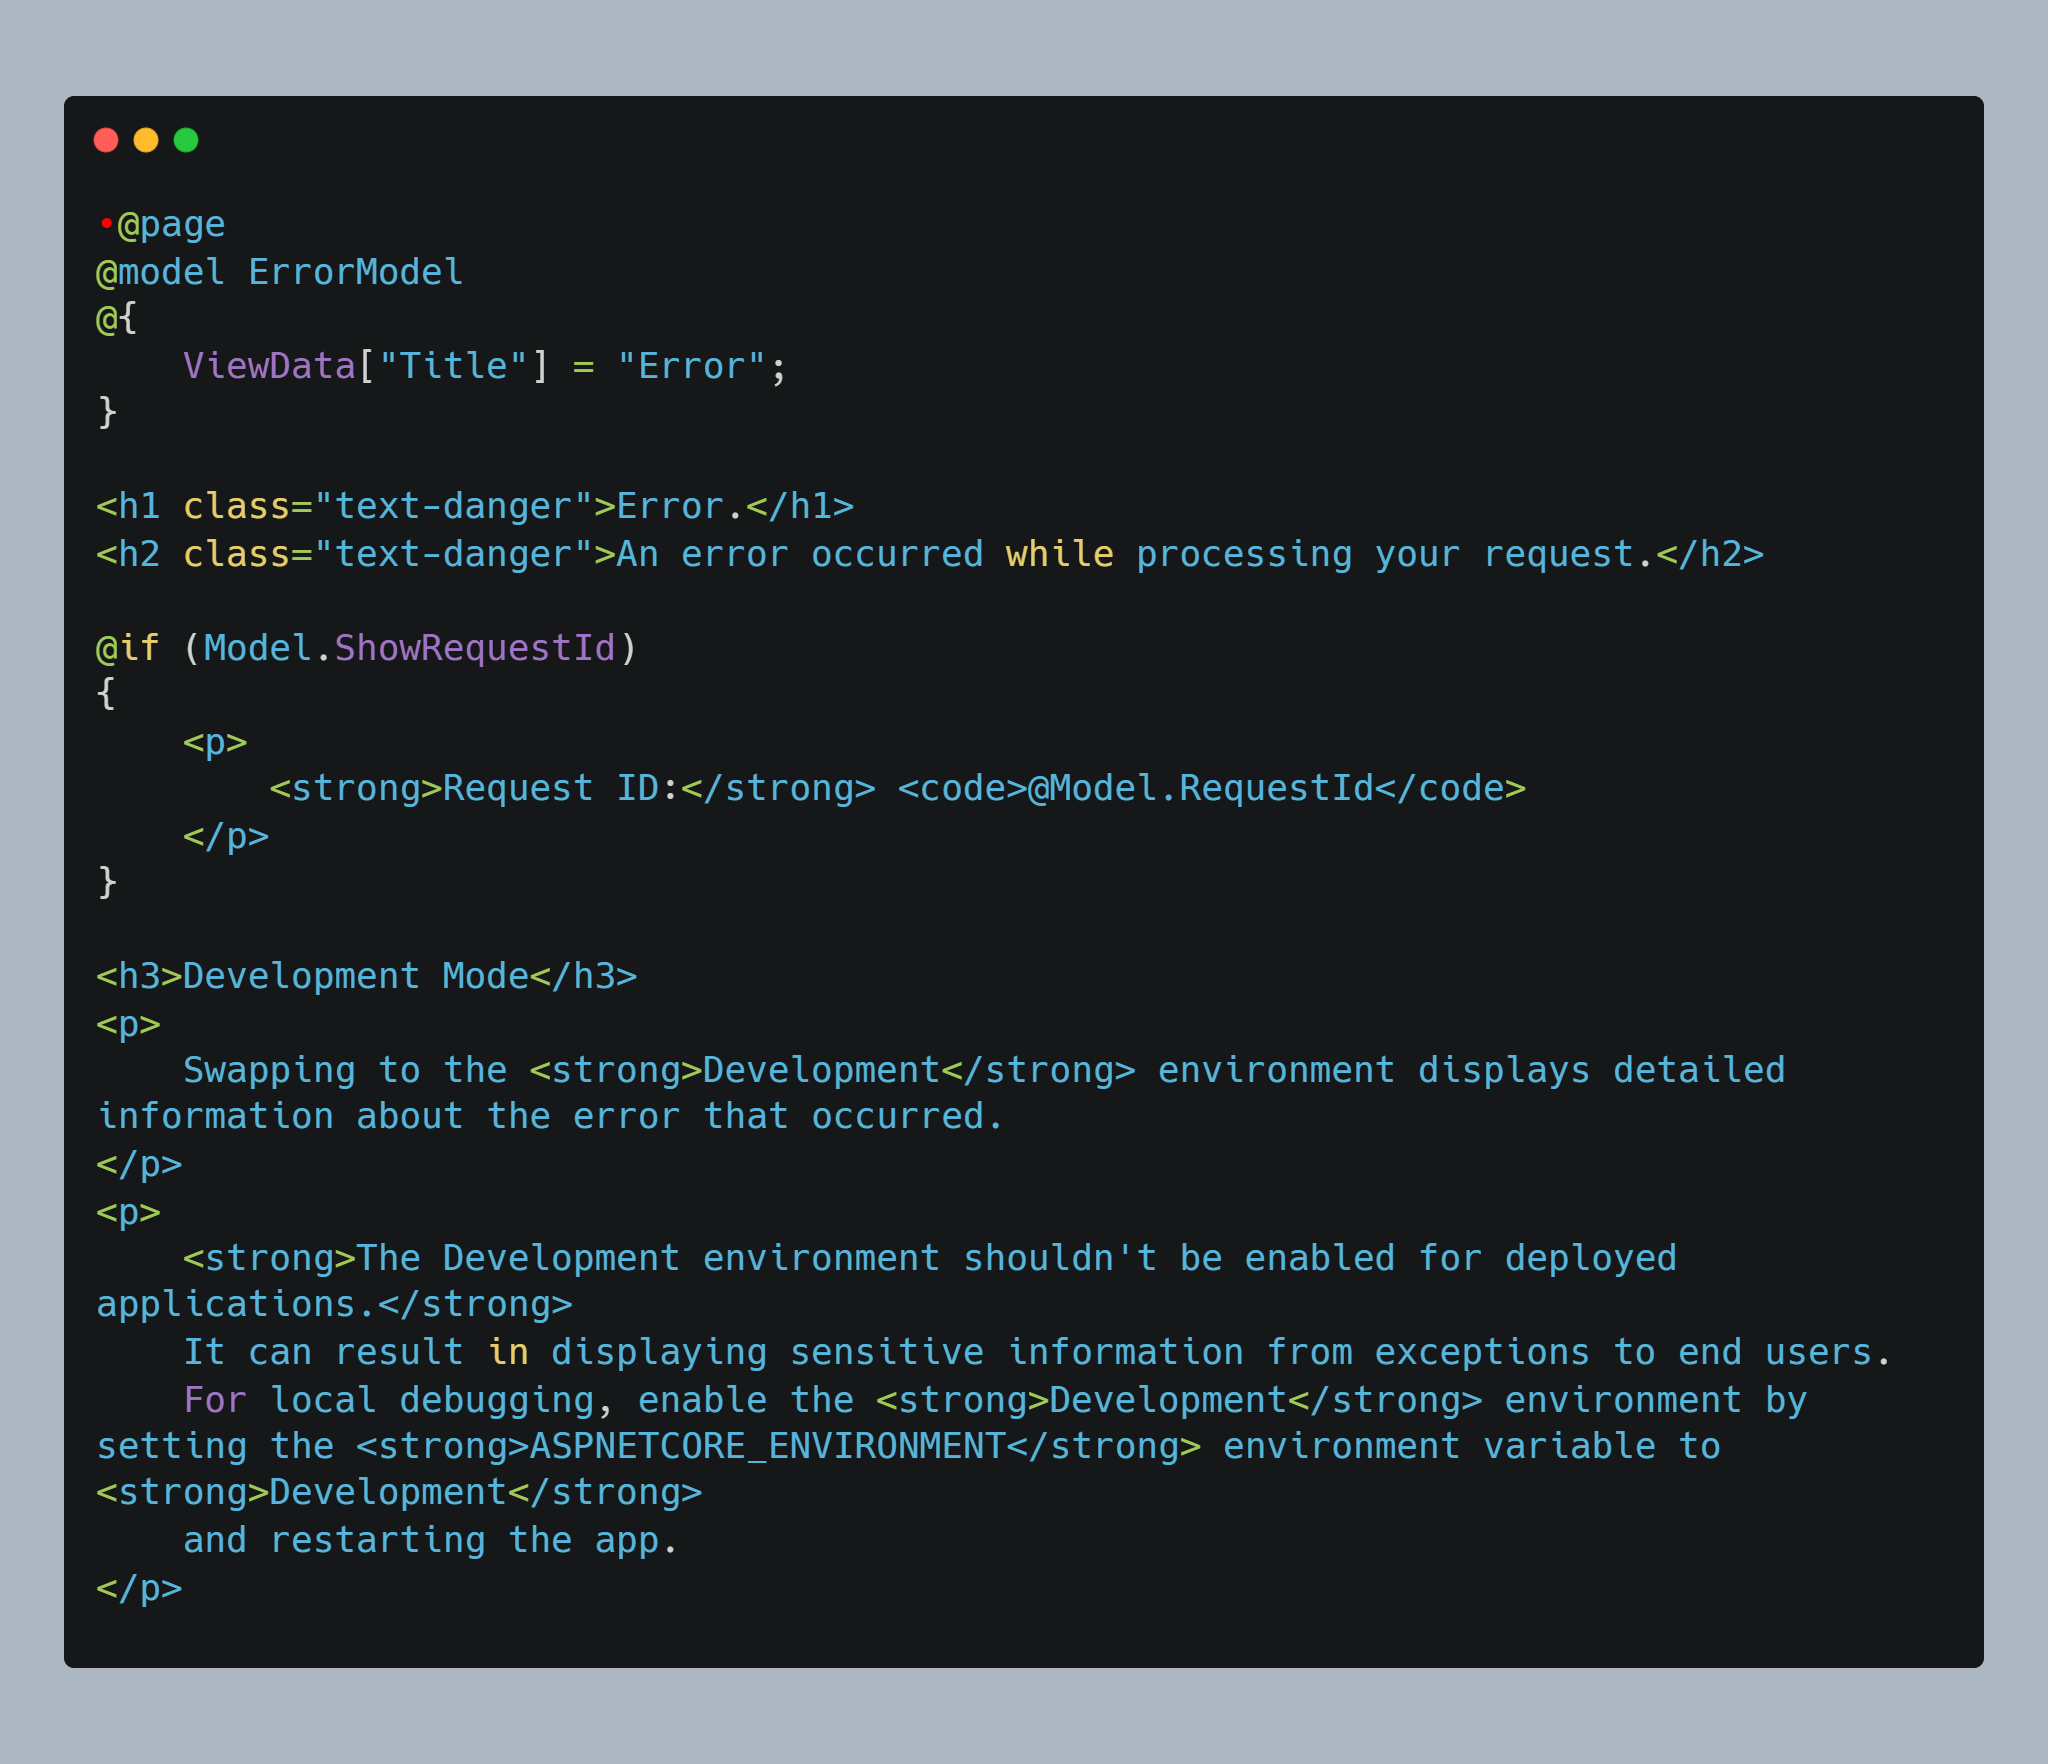 •@page
@model ErrorModel
@{
    ViewData["Title"] = "Error";
}

<h1 class="text-danger">Error.</h1>
<h2 class="text-danger">An error occurred while processing your request.</h2>

@if (Model.ShowRequestId)
{
    <p>
        <strong>Request ID:</strong> <code>@Model.RequestId</code>
    </p>
}

<h3>Development Mode</h3>
<p>
    Swapping to the <strong>Development</strong> environment displays detailed
information about the error that occurred.
</p>
<p>
    <strong>The Development environment shouldn't be enabled for deployed
applications.</strong>
    It can result in displaying sensitive information from exceptions to end users.
    For local debugging, enable the <strong>Development</strong> environment by
setting the <strong>ASPNETCORE_ENVIRONMENT</strong> environment variable to
<strong>Development</strong>
    and restarting the app.
</p>